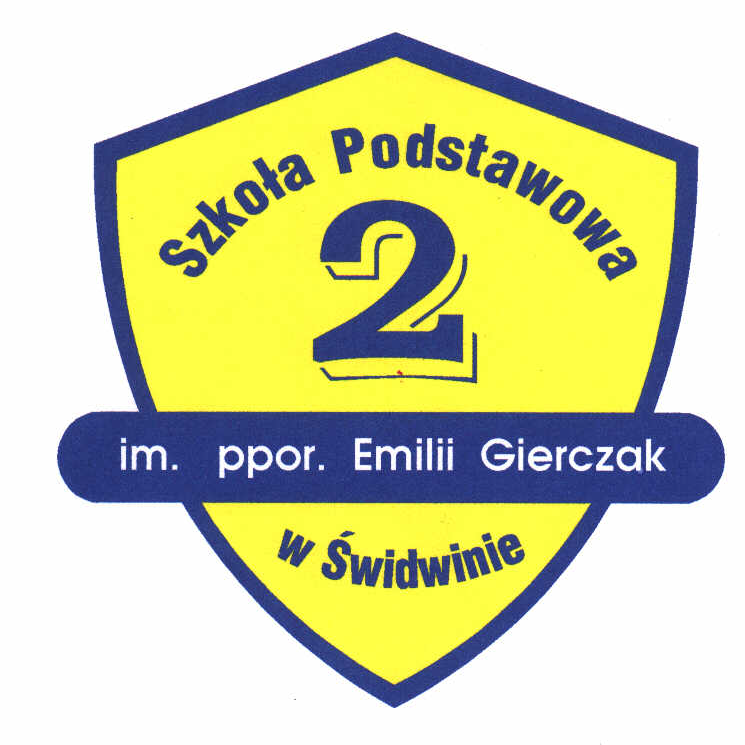 Szkoła Podstawowa
2
im. ppor. Emilii Gierczak
w Świdwinie